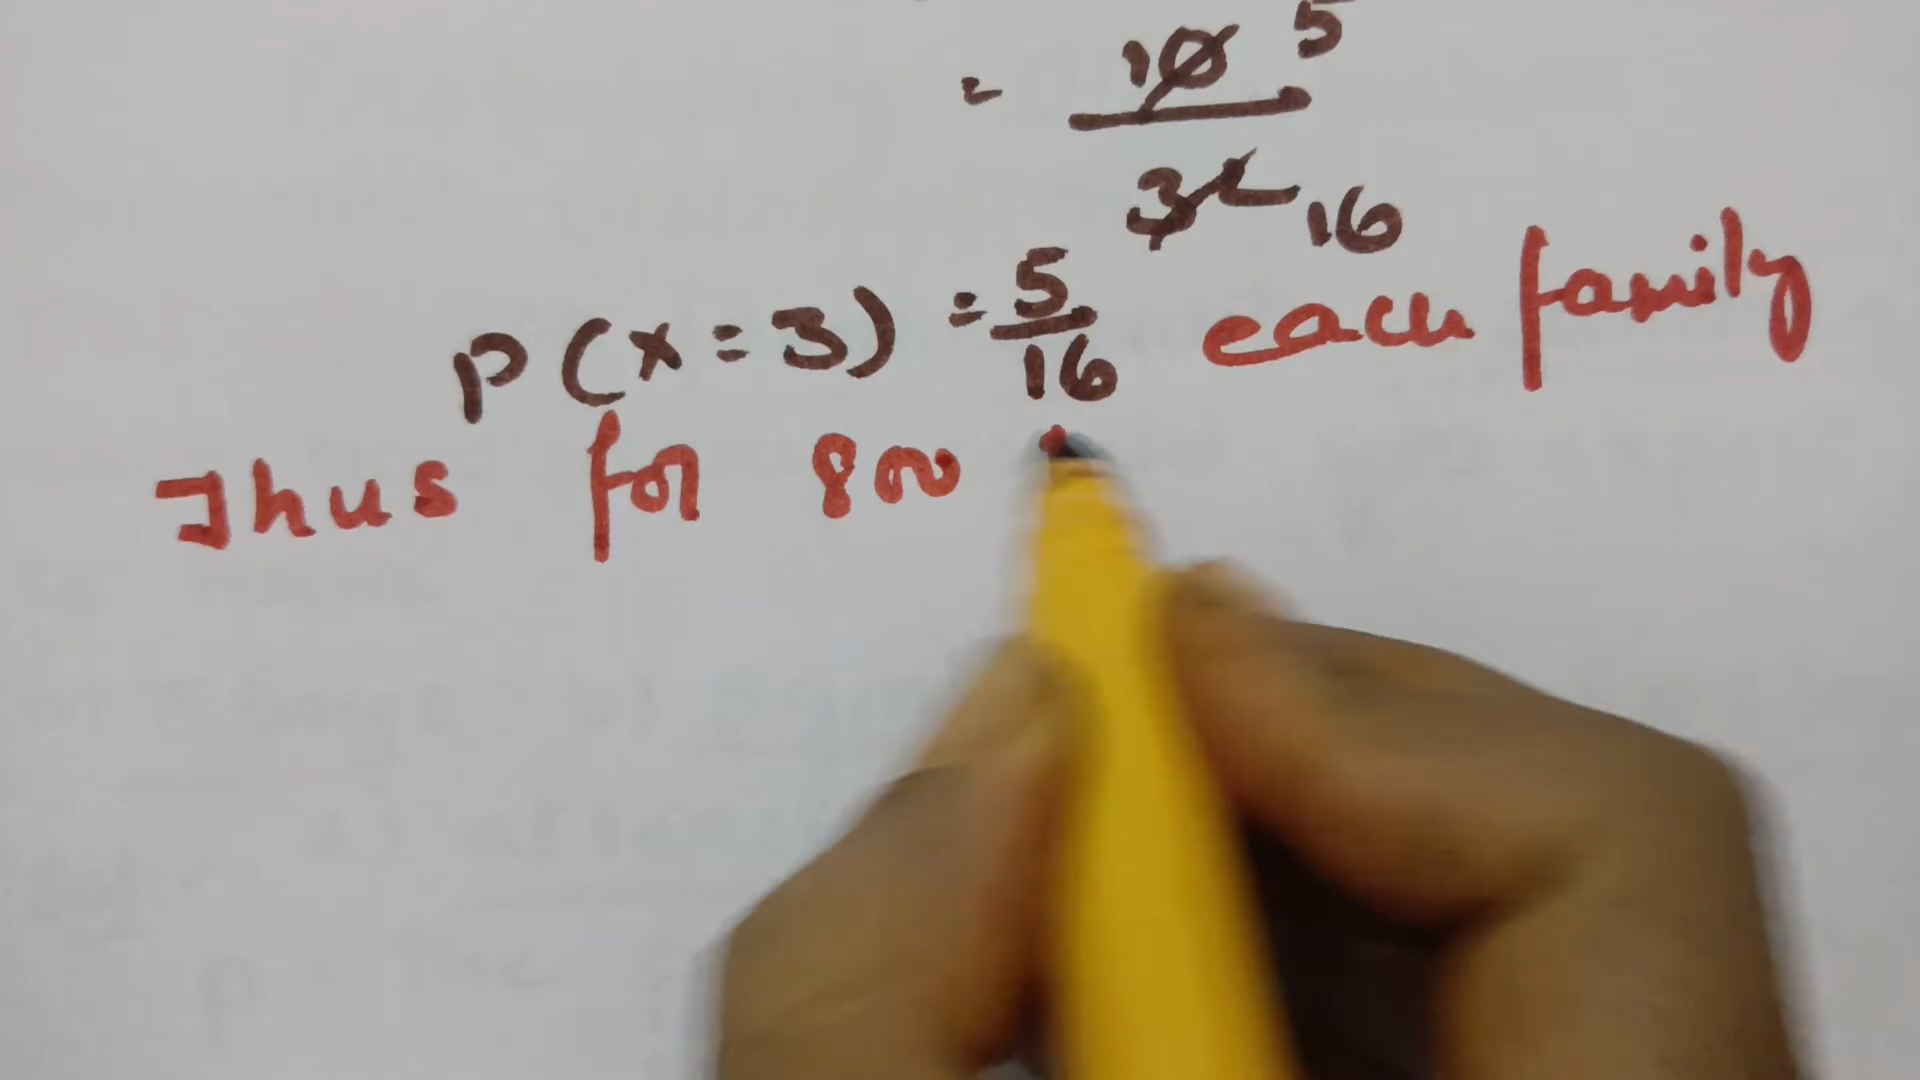 = 10 5
32 16
P(x=3) = 5/16 each family
Thus for 800